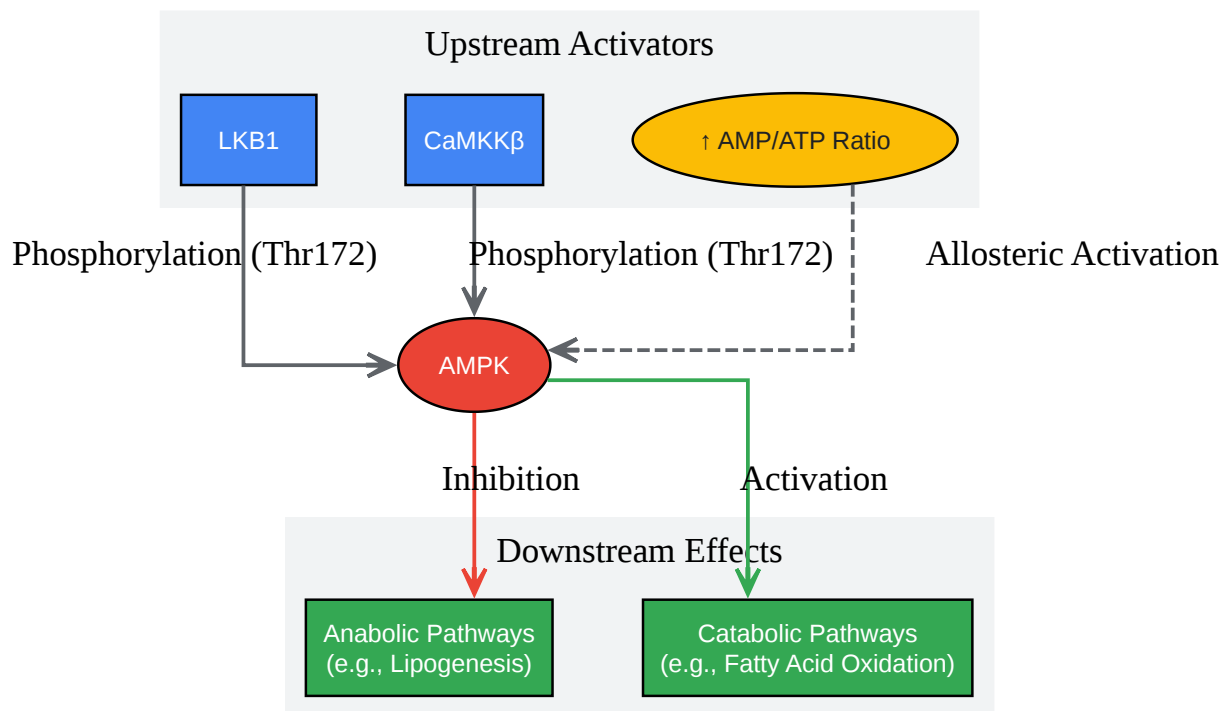 Upstream Activators
LKB1
CaMKKβ
↑ AMP/ATP Ratio
Phosphorylation (Thr172)
Phosphorylation (Thr172)
Allosteric Activation
AMPK
Inhibition
Activation
Downstream Effects
Anabolic Pathways
(e.g., Lipogenesis)
Catabolic Pathways
(e.g., Fatty Acid Oxidation)